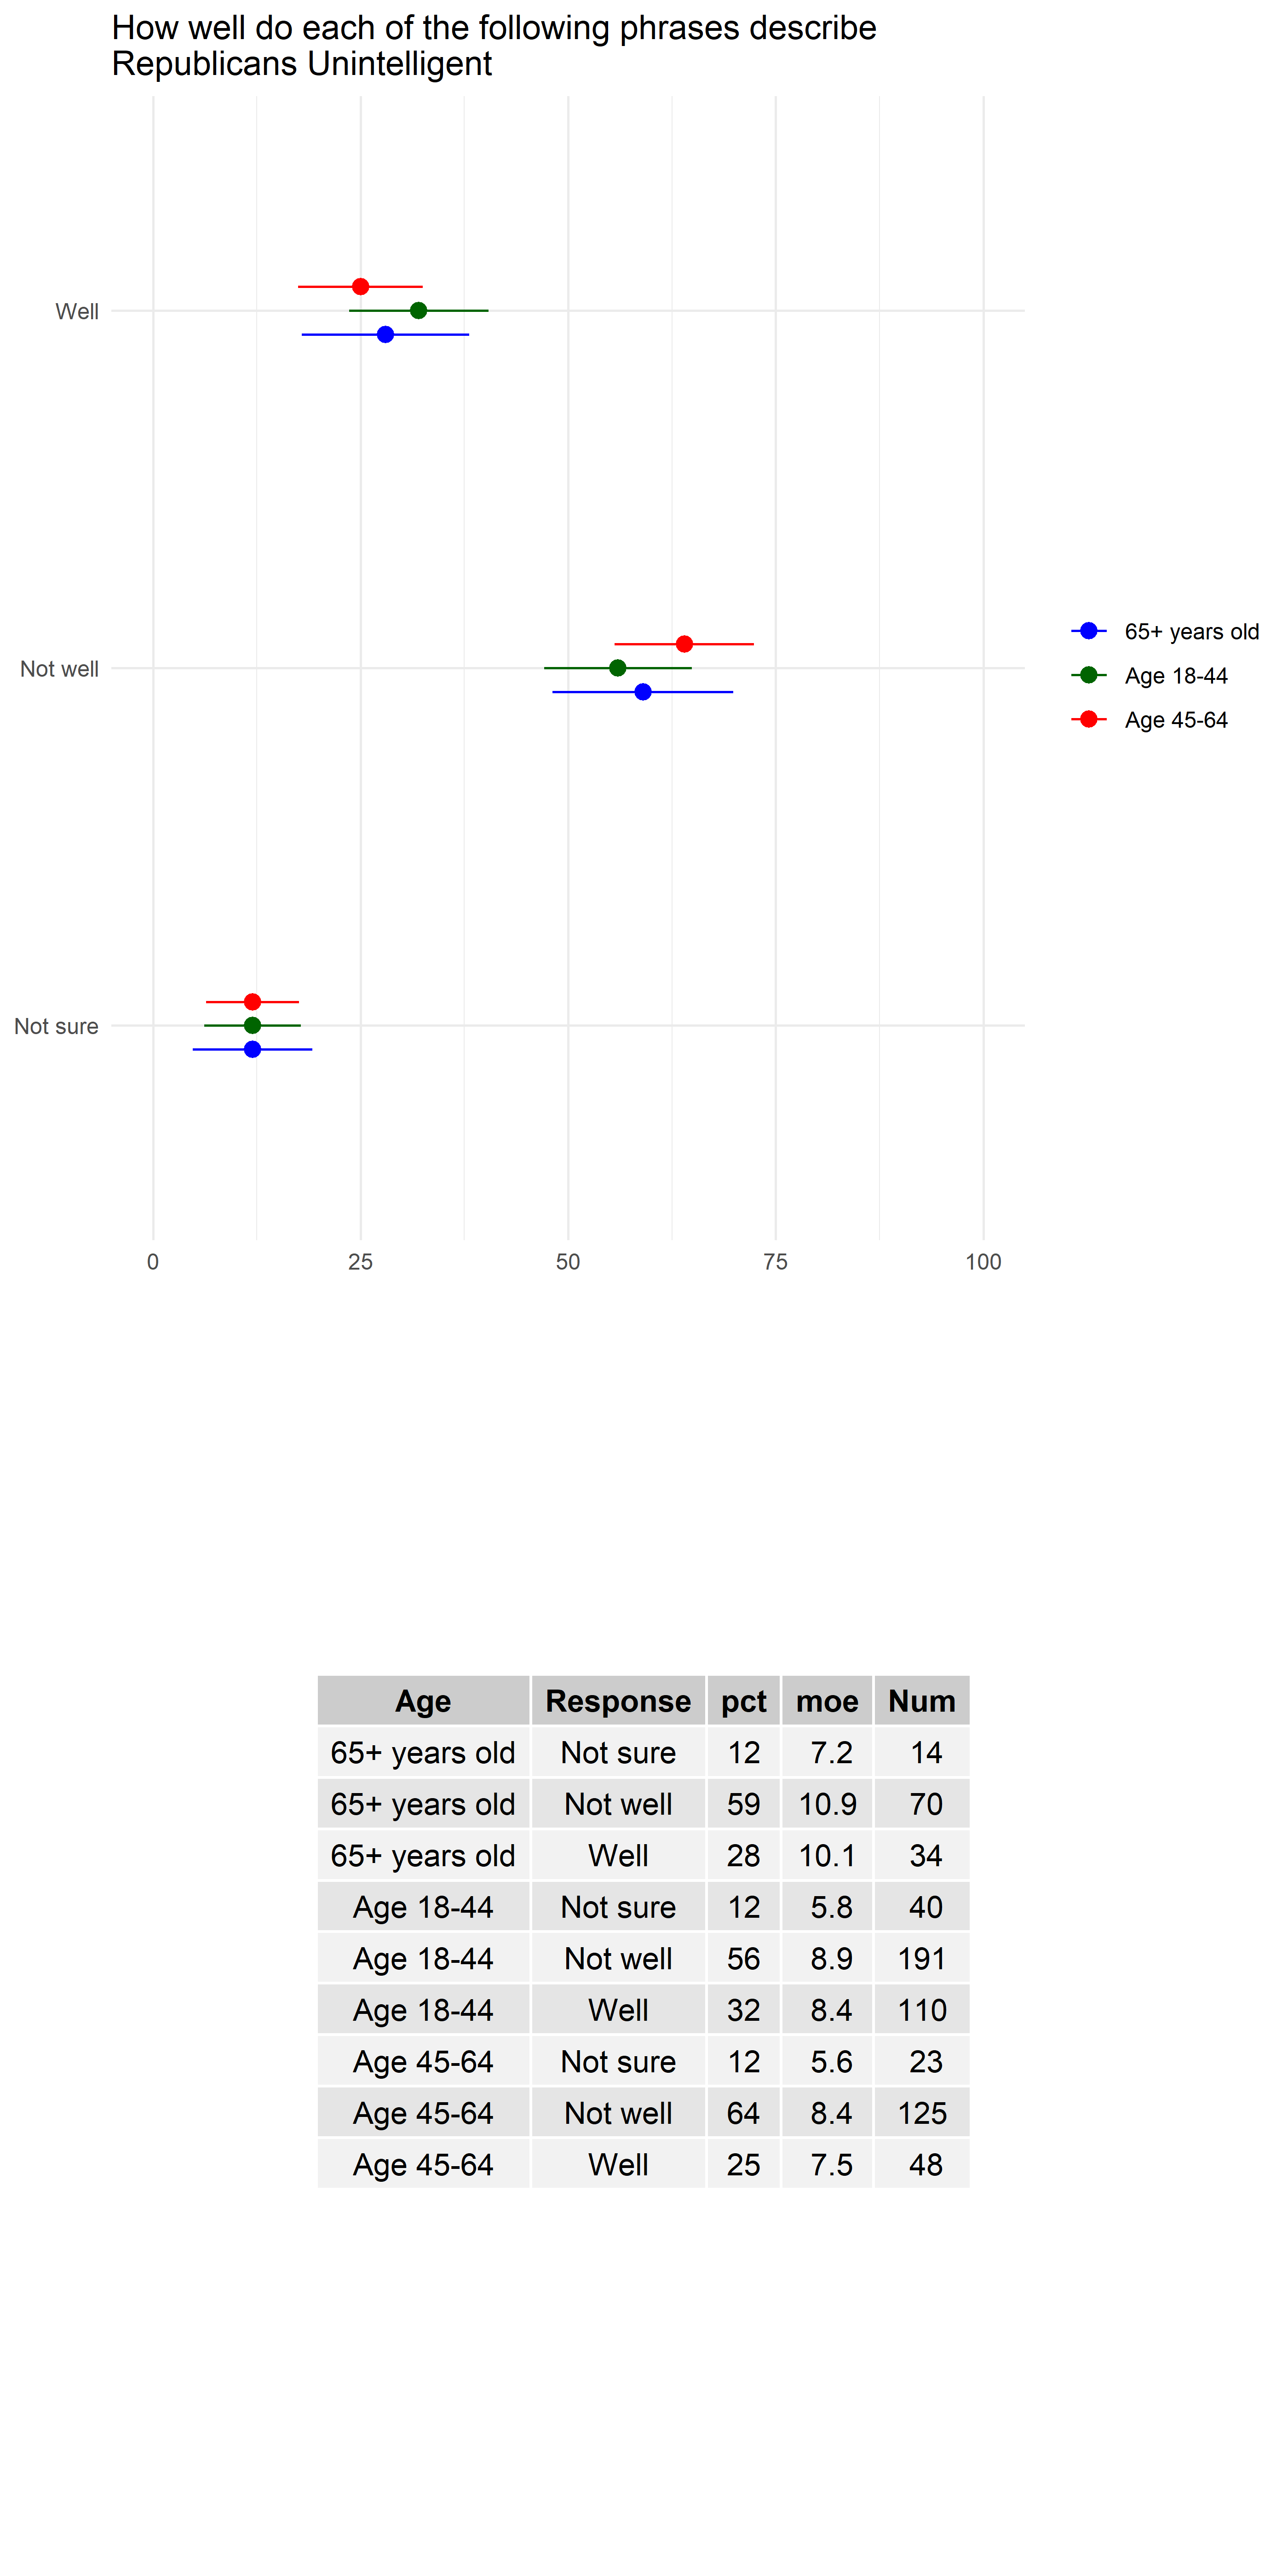 How well do each of the following phrases describe
Republicans Unintelligent
Well
Not well
Not sure
0 25 50 75 100
65+ years old
Age 18-44
Age 45-64
Age Response pct moe Num
65+ years old Not sure 12 7.2 14
65+ years old Not well 59 10.9 70
65+ years old Well 28 10.1 34
Age 18-44 Not sure 12 5.8 40
Age 18-44 Not well 56 8.9 191
Age 18-44 Well 32 8.4 110
Age 45-64 Not sure 12 5.6 23
Age 45-64 Not well 64 8.4 125
Age 45-64 Well 25 7.5 48